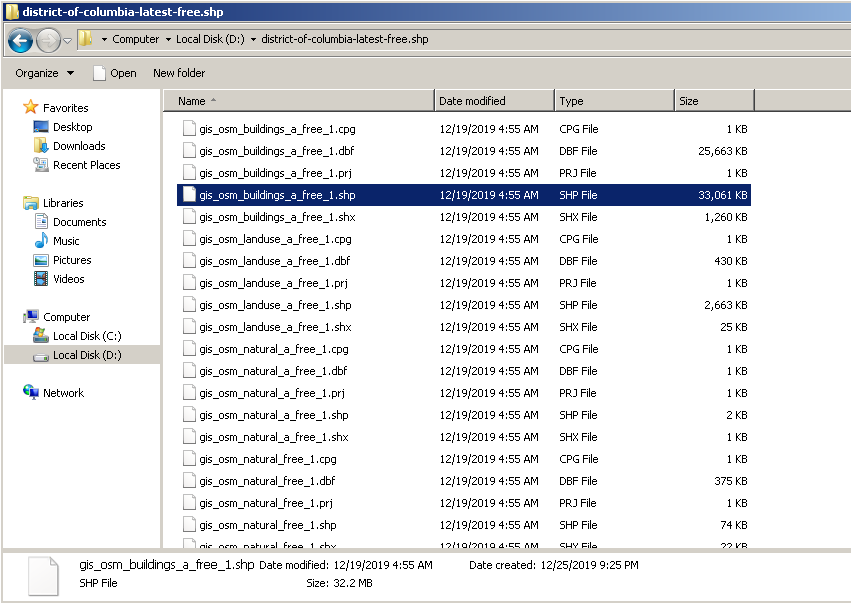 district-of-columbia-latest-free.shp
Computer Local Disk (D:) district-of-columbia-latest-free.shp
Organize Open New folder
Favorites
Desktop
Downloads
Recent Places
Libraries
Documents
Music
Pictures
Videos
Computer
Local Disk (C:)
Local Disk (D:)
Network
Name Date modified Type Size
gis_osm_buildings_a_free_1.cpg 12/19/2019 4:55 AM CPG File 1 KB
gis_osm_buildings_a_free_1.dbf 12/19/2019 4:55 AM DBF File 25,663 KB
gis_osm_buildings_a_free_1.prj 12/19/2019 4:55 AM PRJ File 1 KB
gis_osm_buildings_a_free_1.shp 12/19/2019 4:55 AM SHP File 33,061 KB
gis_osm_buildings_a_free_1.shx 12/19/2019 4:55 AM SHX File 1,260 KB
gis_osm_landuse_a_free_1.cpg 12/19/2019 4:55 AM CPG File 1 KB
gis_osm_landuse_a_free_1.dbf 12/19/2019 4:55 AM DBF File 430 KB
gis_osm_landuse_a_free_1.prj 12/19/2019 4:55 AM PRJ File 1 KB
gis_osm_landuse_a_free_1.shp 12/19/2019 4:55 AM SHP File 2,663 KB
gis_osm_landuse_a_free_1.shx 12/19/2019 4:55 AM SHX File 25 KB
gis_osm_natural_a_free_1.cpg 12/19/2019 4:55 AM CPG File 1 KB
gis_osm_natural_a_free_1.dbf 12/19/2019 4:55 AM DBF File 1 KB
gis_osm_natural_a_free_1.prj 12/19/2019 4:55 AM PRJ File 1 KB
gis_osm_natural_a_free_1.shp 12/19/2019 4:55 AM SHP File 2 KB
gis_osm_natural_a_free_1.shx 12/19/2019 4:55 AM SHX File 1 KB
gis_osm_natural_free_1.cpg 12/19/2019 4:55 AM CPG File 1 KB
gis_osm_natural_free_1.dbf 12/19/2019 4:55 AM DBF File 375 KB
gis_osm_natural_free_1.prj 12/19/2019 4:55 AM PRJ File 1 KB
gis_osm_natural_free_1.shp 12/19/2019 4:55 AM SHP File 74 KB
gis_osm_natural_free_1.shx 12/19/2019 4:55 AM SHX File 22 KB
gis_osm_buildings_a_free_1.shp Date modified: 12/19/2019 4:55 AM Date created: 12/25/2019 9:25 PM
SHP File Size: 32.2 MB